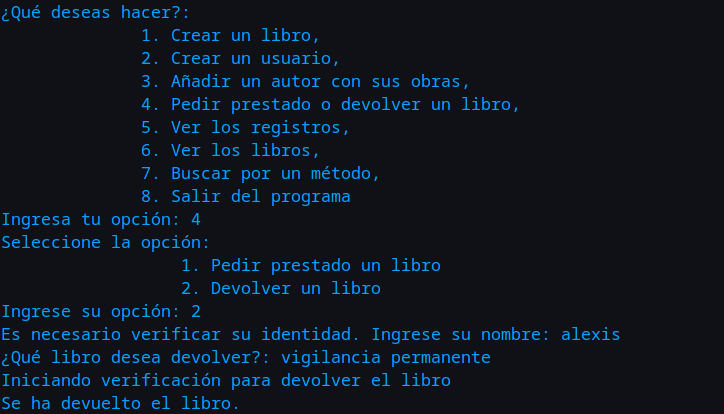 ¿Qué deseas hacer?:
1. Crear un libro,
2. Crear un usuario,
3. Añadir un autor con sus obras,
4. Pedir prestado o devolver un libro,
5. Ver los registros,
6. Ver los libros,
7. Buscar por un método,
8. Salir del programa
Ingresa tu opción: 4
Seleccione la opción:
1. Pedir prestado un libro
2. Devolver un libro
Ingrese su opción: 2
Es necesario verificar su identidad. Ingrese su nombre: alexis
¿Qué libro desea devolver?: vigilancia permanente
Iniciando verificación para devolver el libro
Se ha devuelto el libro.